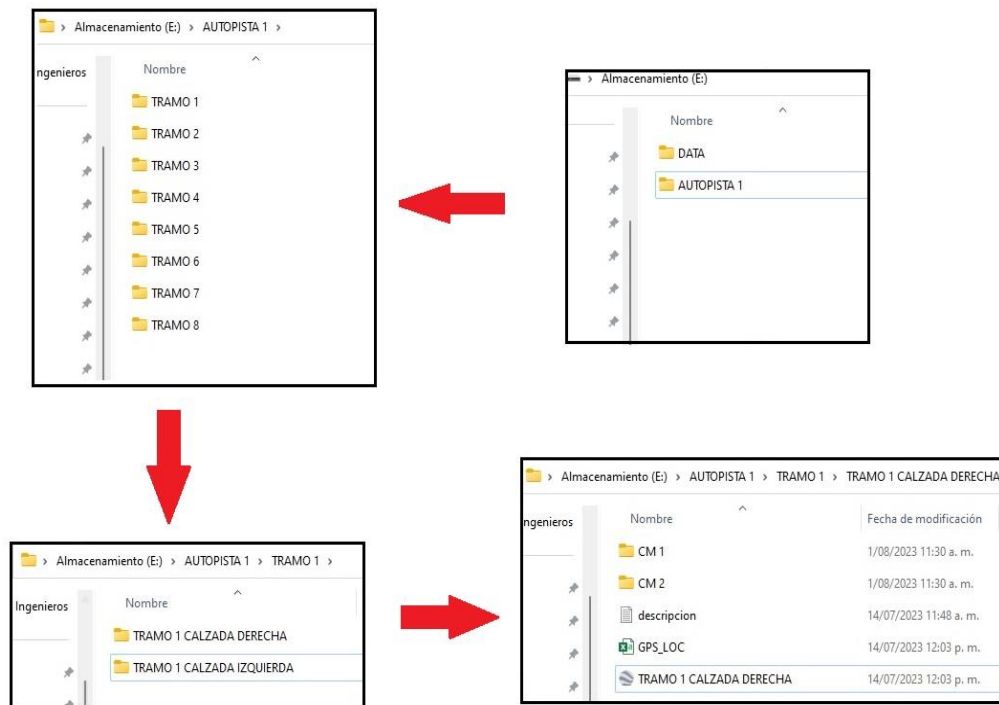 Almacenamiento (E:) > AUTOPISTA 1 >
ngenieros
Nombre
TRAMO 1
TRAMO 2
TRAMO 3
TRAMO 4
TRAMO 5
TRAMO 6
TRAMO 7
TRAMO 8
> Almacenamiento (E:)
Nombre
DATA
AUTOPISTA 1
> Almacenamiento (E:) > AUTOPISTA 1 > TRAMO 1 >
Ingenieros
Nombre
TRAMO 1 CALZADA DERECHA
TRAMO 1 CALZADA IZQUIERDA
> Almacenamiento (E:) > AUTOPISTA 1 > TRAMO 1 > TRAMO 1 CALZADA DERECHA
ngenieros
Nombre Fecha de modificación
CM 1 1/08/2023 11:30 a. m.
CM 2 1/08/2023 11:30 a. m.
descripcion 14/07/2023 11:48 a. m.
GPS_LOC 14/07/2023 12:03 p. m.
TRAMO 1 CALZADA DERECHA 14/07/2023 12:03 p. m.